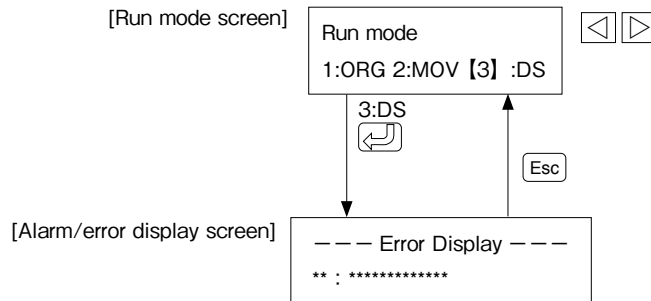 [Run mode screen]
Run mode
1:ORG 2:MOV【3】:DS
3:DS
Esc
[Alarm/error display screen]
––– Error Display –––
** : *************